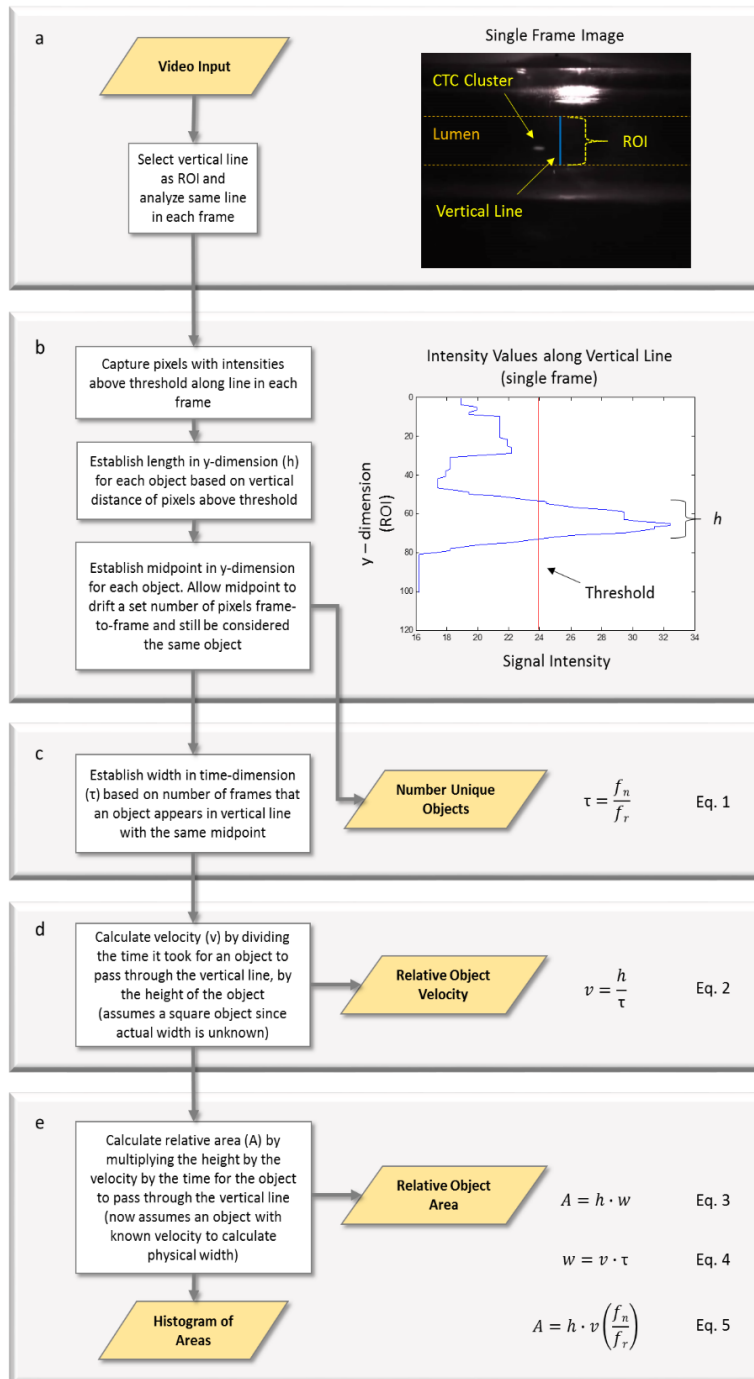 a
Video Input
Select vertical line
as ROI and
analyze same line
in each frame
Single Frame Image
CTC Cluster
Lumen
ROI
Vertical Line
b
Capture pixels with intensities
above threshold along line in each
frame
Establish length in y-dimension (h)
for each object based on vertical
distance of pixels above threshold
Establish midpoint in y-dimension
for each object. Allow midpoint to
drift a set number of pixels frame-
to-frame and still be considered
the same object
Intensity Values along Vertical Line
(single frame)
0
20
40
60
80
100
120
y – dimension
(ROI)
h
Threshold
16 18 20 22 24 26 28 30 32 34
Signal Intensity
c
Establish width in time-dimension
(τ) based on number of frames that
an object appears in vertical line
with the same midpoint
Number Unique
Objects
τ = f_n / f_r Eq. 1
d
Calculate velocity (v) by dividing
the time it took for an object to
pass through the vertical line, by
the height of the object
(assumes a square object since
actual width is unknown)
Relative Object
Velocity
v = h / τ Eq. 2
e
Calculate relative area (A) by
multiplying the height by the
velocity by the time for the object
to pass through the vertical line
(now assumes an object with
known velocity to calculate
physical width)
Relative Object
Area
A = h · w Eq. 3
w = v · τ Eq. 4
A = h · v (f_n / f_r) Eq. 5
Histogram of
Areas